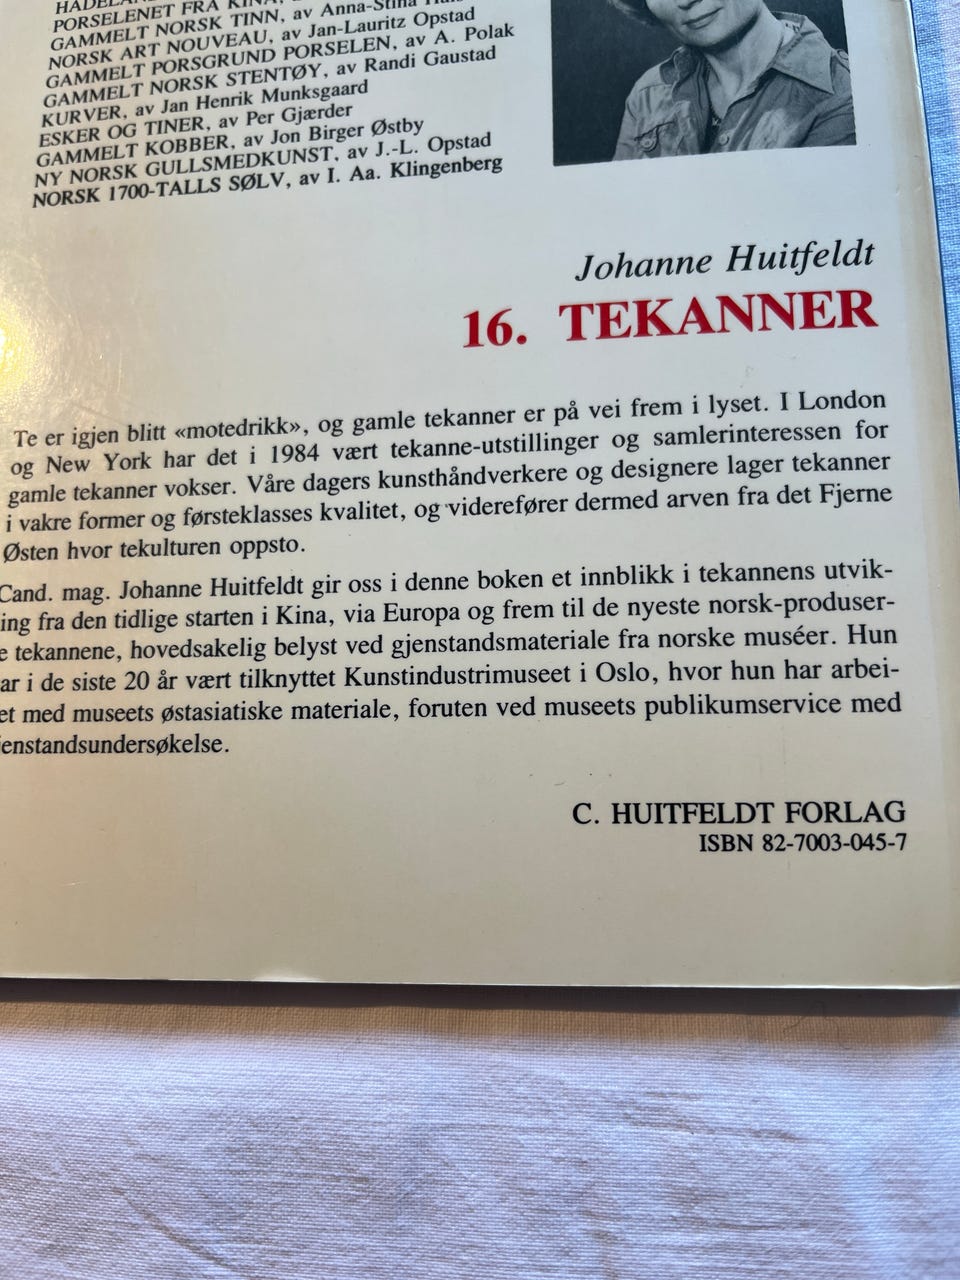 PORSELENET FRA KINA,
GAMMELT NORSK TINN, av Anna-Stina
NORSK ART NOUVEAU, av Jan-Lauritz Opstad
GAMMELT PORSGRUND PORSELEN, av A. Polak
GAMMELT NORSK STENTØY, av Randi Gaustad
KURVER, av Jan Henrik Munksgaard
ESKER OG TINER, av Per Gjærder
GAMMELT KOBBER, av Jon Birger Østby
NY NORSK GULLSMEDKUNST, av J.-L. Opstad
NORSK 1700-TALLS SØLV, av I. Aa. Klingenberg
Johanne Huitfeldt
16. TEKANNER
Te er igjen blitt «motedrikk», og gamle tekanner er på vei frem i lyset. I London
og New York har det i 1984 vært tekanne-utstillinger og samlerinteressen for
gamle tekanner vokser. Våre dagers kunsthåndverkere og designere lager tekanner
i vakre former og førsteklasses kvalitet, og viderefører dermed arven fra det Fjerne
Østen hvor tekulturen oppsto.
Cand. mag. Johanne Huitfeldt gir oss i denne boken et innblikk i tekannens utvik-
ing fra den tidlige starten i Kina, via Europa og frem til de nyeste norsk-produser-
e tekannene, hovedsakelig belyst ved gjenstandsmateriale fra norske muséer. Hun
ar i de siste 20 år vært tilknyttet Kunstindustrimuseet i Oslo, hvor hun har arbei-
et med museets østasiatiske materiale, foruten ved museets publikumservice med
jenstandsundersøkelse.
C. HUITFELDT FORLAG
ISBN 82-7003-045-7